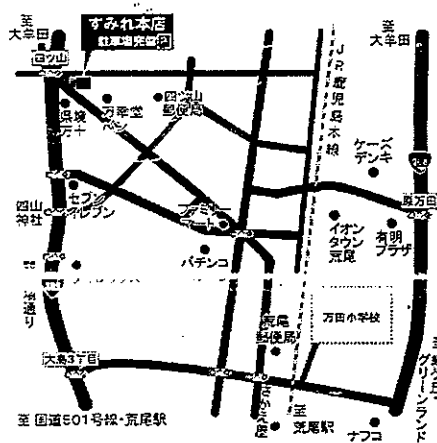 至
大牟田
すみれ本店
駐車場完備 P
四ツ山
至
大牟田
JR鹿児島本線
万幸堂
パン
四ツ山
郵便局
ケーズ
デンキ
セブン
イレブン
四山
神社
ファミリー
マート
原万田
イオン
タウン
荒尾
有明
プラザ
パチンコ
万田小学校
荒尾
郵便局
大島3丁目
グリーンランド
至 国道501号線・荒尾駅
至
荒尾駅
ナフコ